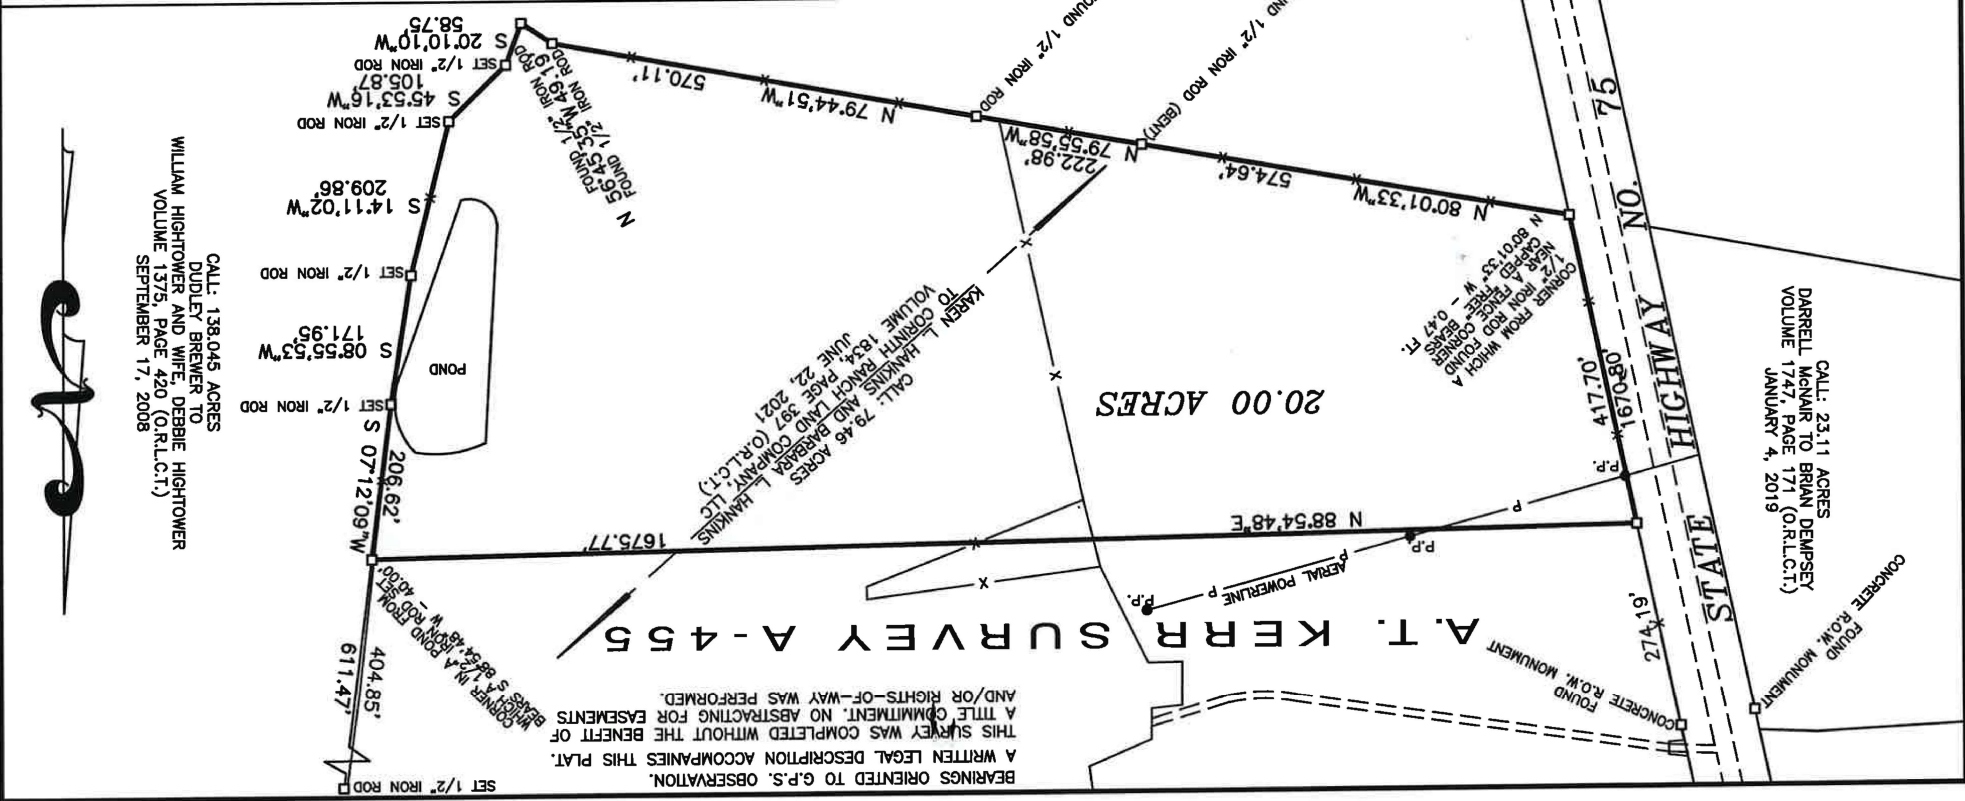 BEARINGS ORIENTED TO G.P.S. OBSERVATION.
A WRITTEN LEGAL DESCRIPTION ACCOMPANIES THIS PLAT.
THIS SURVEY WAS COMPLETED WITHOUT THE BENEFIT OF
A TITLE COMMITMENT. NO ABSTRACTING FOR EASEMENTS
AND/OR RIGHTS-OF-WAY WAS PERFORMED.
SET 1/2" IRON ROD
404.85'
611.47'
CORNER IN A POND FROM
WHICH A 1/2" IRON ROD SET
BEARS S 88°54'48" W - 40.00'
A.T. KERR SURVEY A-455
FOUND
CONCRETE R.O.W. MONUMENT
FOUND
CONCRETE R.O.W. MONUMENT
274.19'
STATE HIGHWAY NO. 75
AERIAL POWERLINE
P
P
P
P.P.
P.P.
P.P.
N 88°54'48"E
1675.77'
S 07°12'09"W
206.62'
SET 1/2" IRON ROD
S 08°55'53"W
171.95'
SET 1/2" IRON ROD
S 14°11'02"W
209.86'
SET 1/2" IRON ROD
S 45°53'16"W
105.87'
SET 1/2" IRON ROD
S 20°10'10"W
58.75'
FOUND 1/2" IRON ROD
N 56°45'35"W 49.19'
FOUND 1/2" IRON ROD
POND
20.00 ACRES
CALL: 79.46 ACRES
KAREN L. HANKINS AND BARBARA L. HANKINS
TO
CORINTH RANCH LAND COMPANY, LLC
VOLUME 1834, PAGE 397 (O.R.L.C.T.)
JUNE 22, 2021
417.70'
1670.80'
CORNER FROM WHICH A
1/2" IRON ROD FOUND
NEAR A FENCE CORNER
CAPPED "FREE" BEARS
N 80°01'33" W - 0.47 FT.
N 80°01'33"W
574.64'
N 79°55'58"W
222.98'
N 79°44'51"W
570.11'
1/2" IRON ROD
1/2" IRON ROD (BENT)
CALL: 138.045 ACRES
DUDLEY BREWER TO
WILLIAM HIGHTOWER AND WIFE, DEBBIE HIGHTOWER
VOLUME 1375, PAGE 420 (O.R.L.C.T.)
SEPTEMBER 17, 2008
CALL: 23.11 ACRES
DARRELL McNAIR TO BRIAN DEMPSEY
VOLUME 1747, PAGE 171 (O.R.L.C.T.)
JANUARY 4, 2019